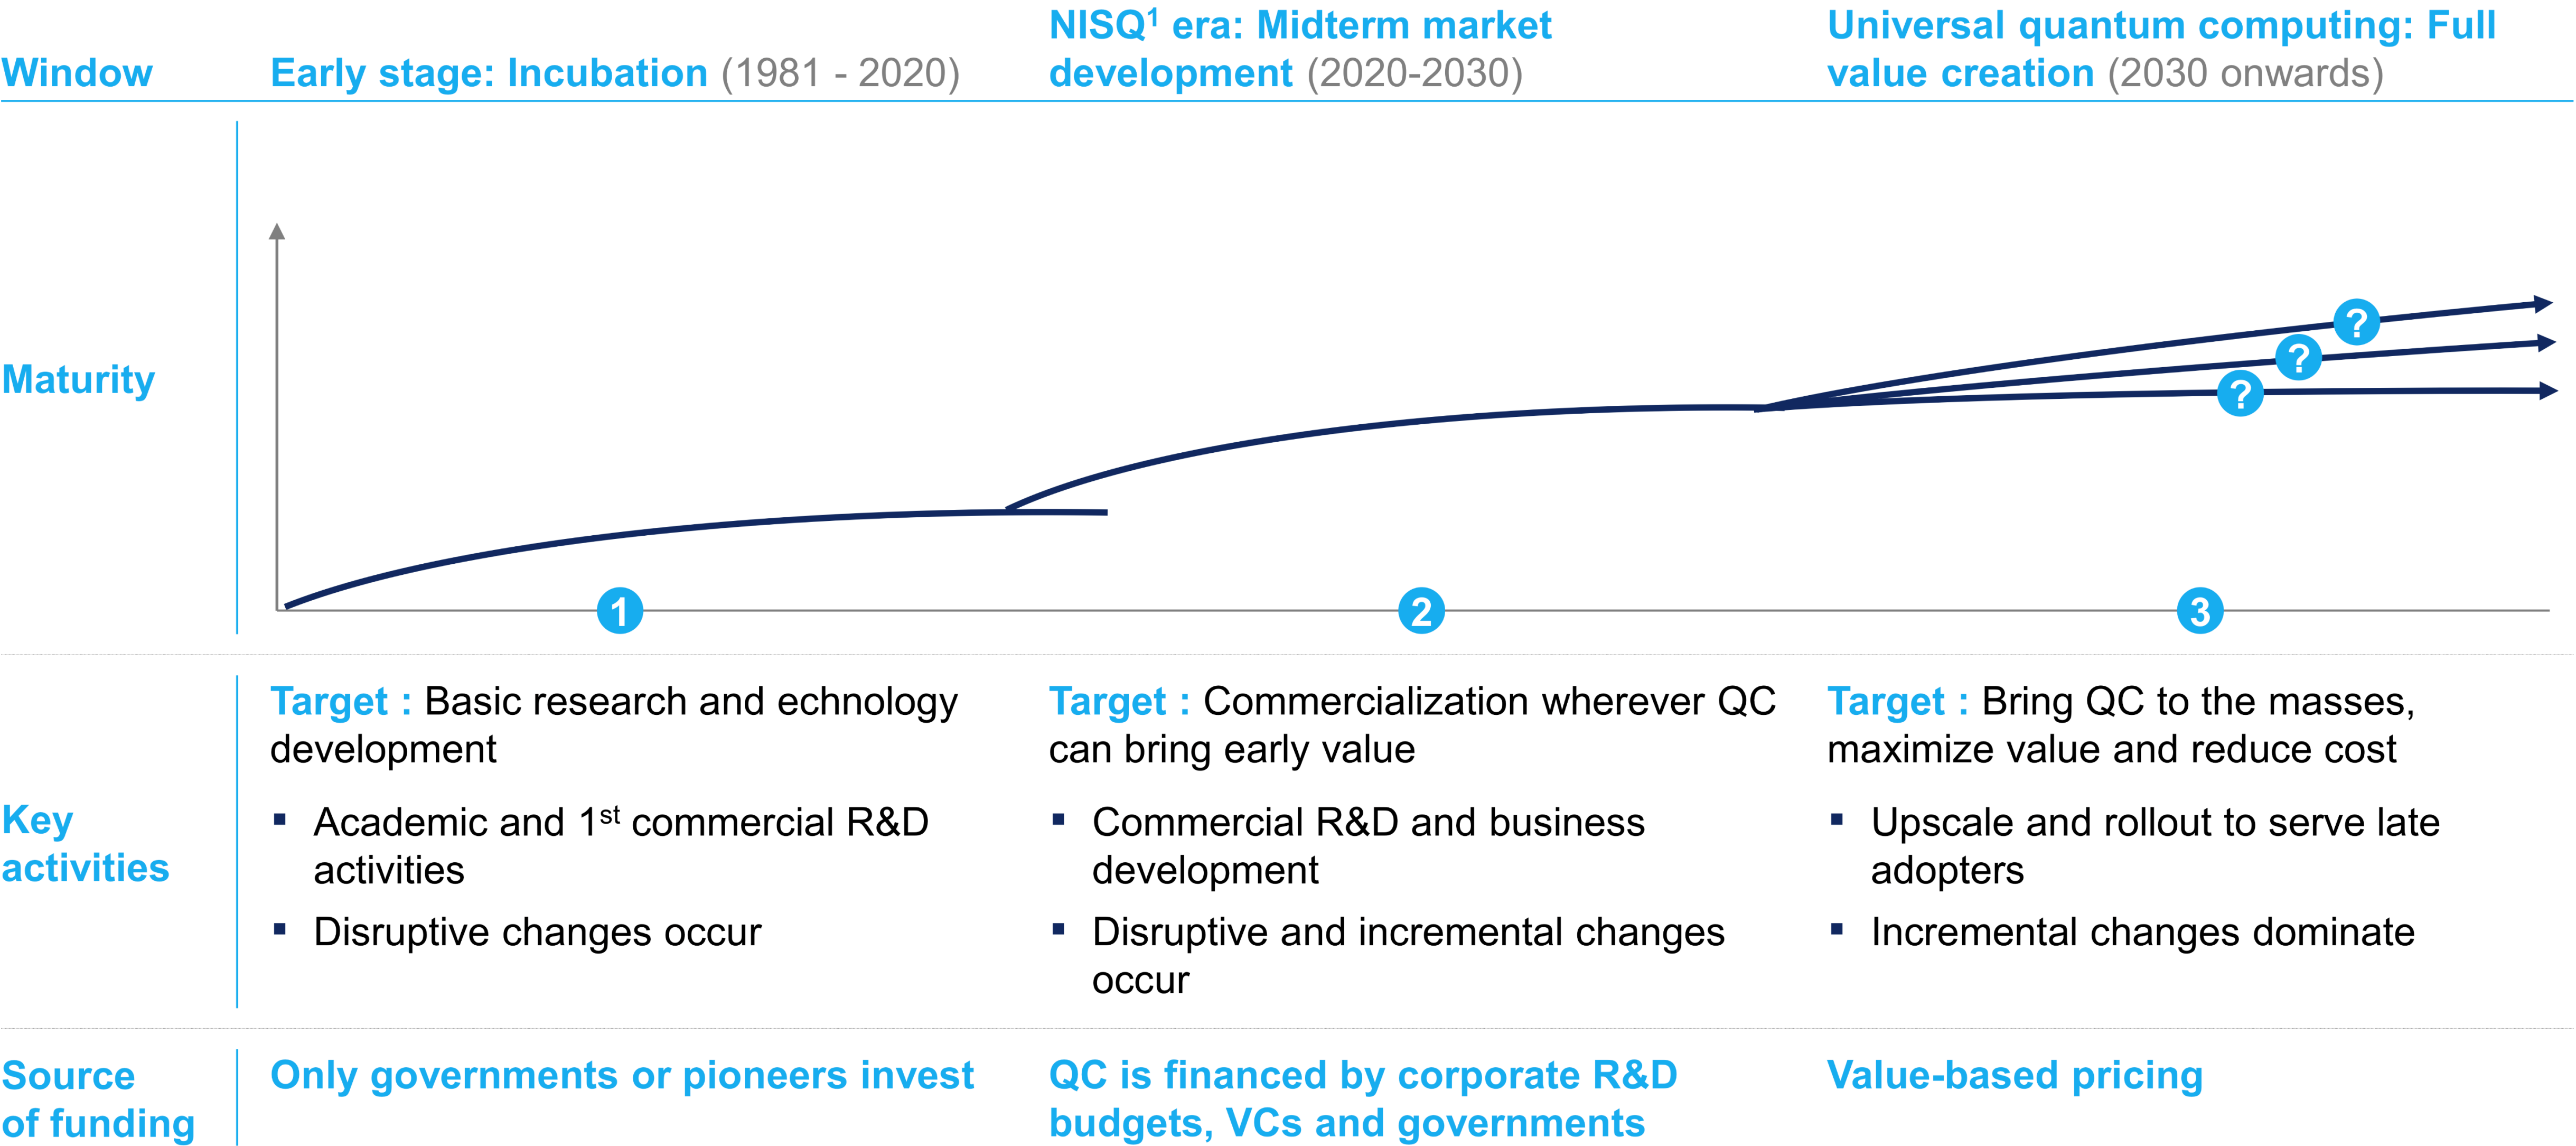 Window
Early stage: Incubation (1981 - 2020)
NISQ¹ era: Midterm market
development (2020-2030)
Universal quantum computing: Full
value creation (2030 onwards)
Maturity
?
?
?
1
2
3
Key
activities
Target : Basic research and echnology
development
▪ Academic and 1st commercial R&D
activities
▪ Disruptive changes occur
Target : Commercialization wherever QC
can bring early value
▪ Commercial R&D and business
development
▪ Disruptive and incremental changes
occur
Target : Bring QC to the masses,
maximize value and reduce cost
▪ Upscale and rollout to serve late
adopters
▪ Incremental changes dominate
Source
of funding
Only governments or pioneers invest
QC is financed by corporate R&D
budgets, VCs and governments
Value-based pricing